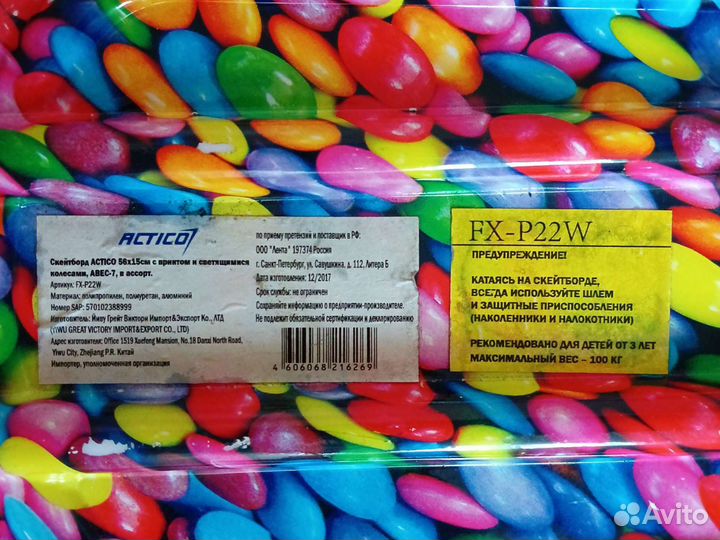 ACTICO
Скейтборд ACTICO 56x15см с принтом и светящимися
колесами, ABEC-7, в ассорт.
Артикул: FX-P22W
Материал: полипропилен, полиуретан, алюминий
Номер SAP: 570102388999
Изготовитель: Йиву Грейт Виктори Импорт&Экспорт Ко., ЛТД
(YIWU GREAT VICTORY IMPORT&EXPORT CO., LTD)
Адрес изготовителя: Office 1519 Xuefeng Mansion, No.18 Danxi North Road,
Yiwu City, Zhejiang P.R. Китай
Импортер, уполномоченная организация
по приему претензий и поставщик в РФ:
ООО "Лента" 197374 Россия
г. Санкт-Петербург, ул. Савушкина, д. 112, Литера Б
Дата изготовления: 12/2017
Срок службы: не ограничен
Сохраняйте информацию о предприятии-производителе.
Не подлежит обязательной сертификации и декларированию
4 606068 216269
FX-P22W
ПРЕДУПРЕЖДЕНИЕ!
КАТАЯСЬ НА СКЕЙТБОРДЕ,
ВСЕГДА ИСПОЛЬЗУЙТЕ ШЛЕМ
И ЗАЩИТНЫЕ ПРИСПОСОБЛЕНИЯ
(НАКОЛЕННИКИ И НАЛОКОТНИКИ)
РЕКОМЕНДОВАНО ДЛЯ ДЕТЕЙ ОТ 3 ЛЕТ
МАКСИМАЛЬНЫЙ ВЕС – 100 КГ
Avito